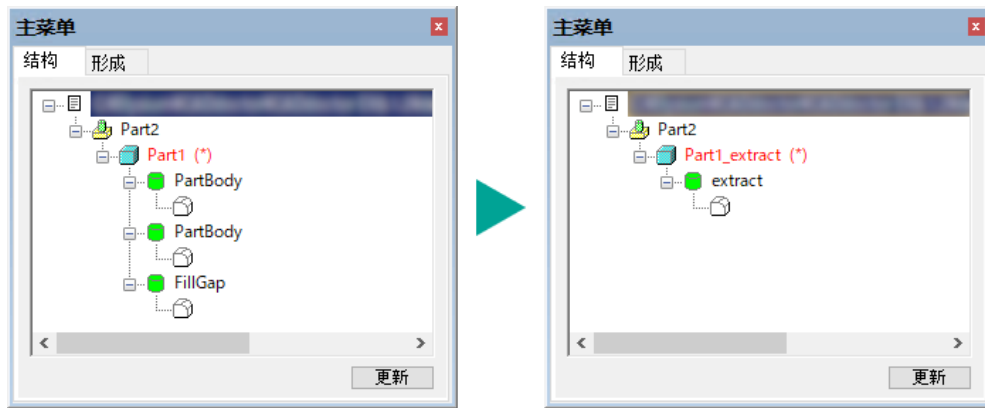 主菜单
结构 形成
Part2
Part1 (*)
PartBody
PartBody
FillGap
更新
主菜单
结构 形成
Part2
Part1_extract (*)
extract
更新